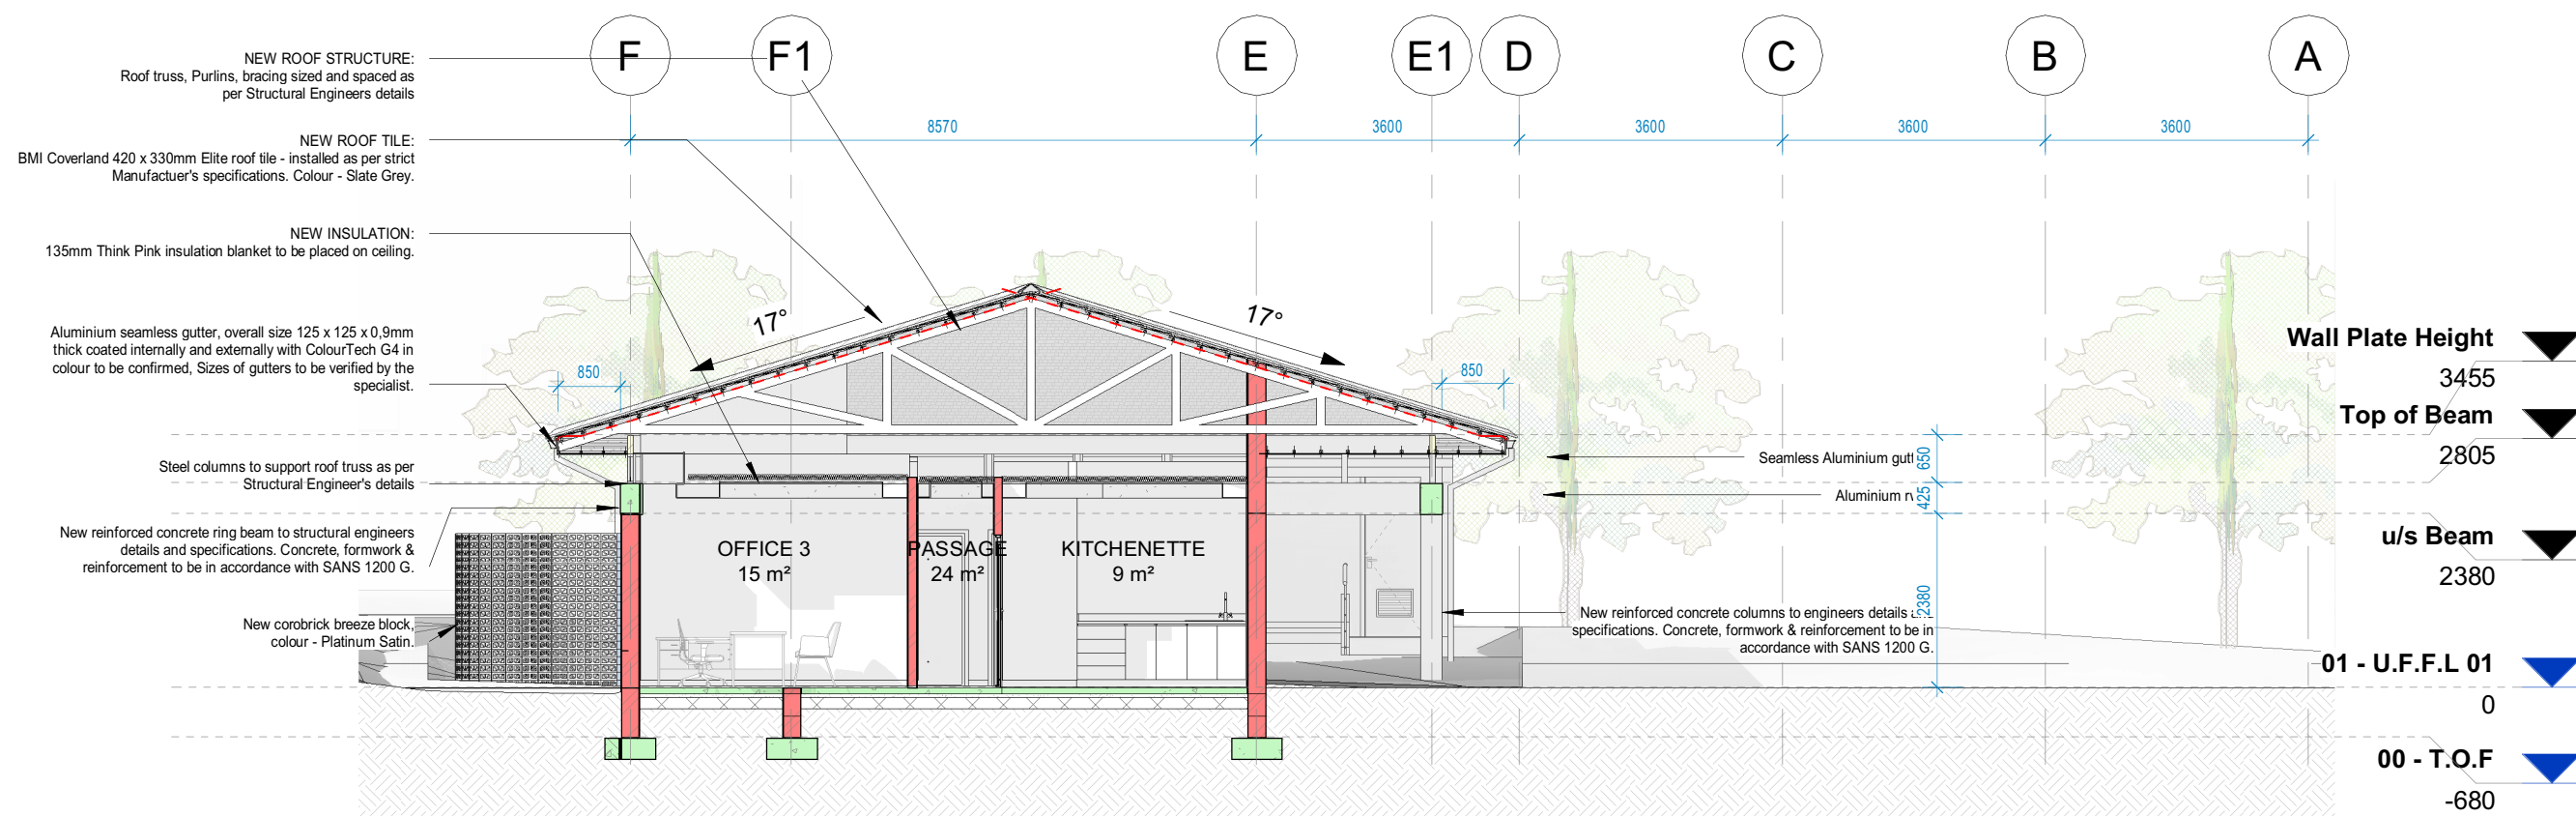 F
F1
E
E1
D
C
B
A
8570
3600
3600
3600
3600
NEW ROOF STRUCTURE:
Roof truss, Purlins, bracing sized and spaced as
per Structural Engineers details
NEW ROOF TILE:
BMI Coverland 420 x 330mm Elite roof tile - installed as per strict
Manufactuer's specifications. Colour - Slate Grey.
NEW INSULATION:
135mm Think Pink insulation blanket to be placed on ceiling.
Aluminium seamless gutter, overall size 125 x 125 x 0,9mm
thick coated internally and externally with ColourTech G4 in
colour to be confirmed, Sizes of gutters to be verified by the
specialist.
Steel columns to support roof truss as per
Structural Engineer's details
New reinforced concrete ring beam to structural engineers
details and specifications. Concrete, formwork &
reinforcement to be in accordance with SANS 1200 G.
New corobrick breeze block,
colour - Platinum Satin.
17°
17°
850
850
OFFICE 3
15 m²
PASSAGE
24 m²
KITCHENETTE
9 m²
Seamless Aluminium gutt
Aluminium rv
New reinforced concrete columns to engineers details
specifications. Concrete, formwork & reinforcement to be in
accordance with SANS 1200 G.
650
425
2380
Wall Plate Height
3455
Top of Beam
2805
u/s Beam
2380
01 - U.F.F.L 01
0
00 - T.O.F
-680